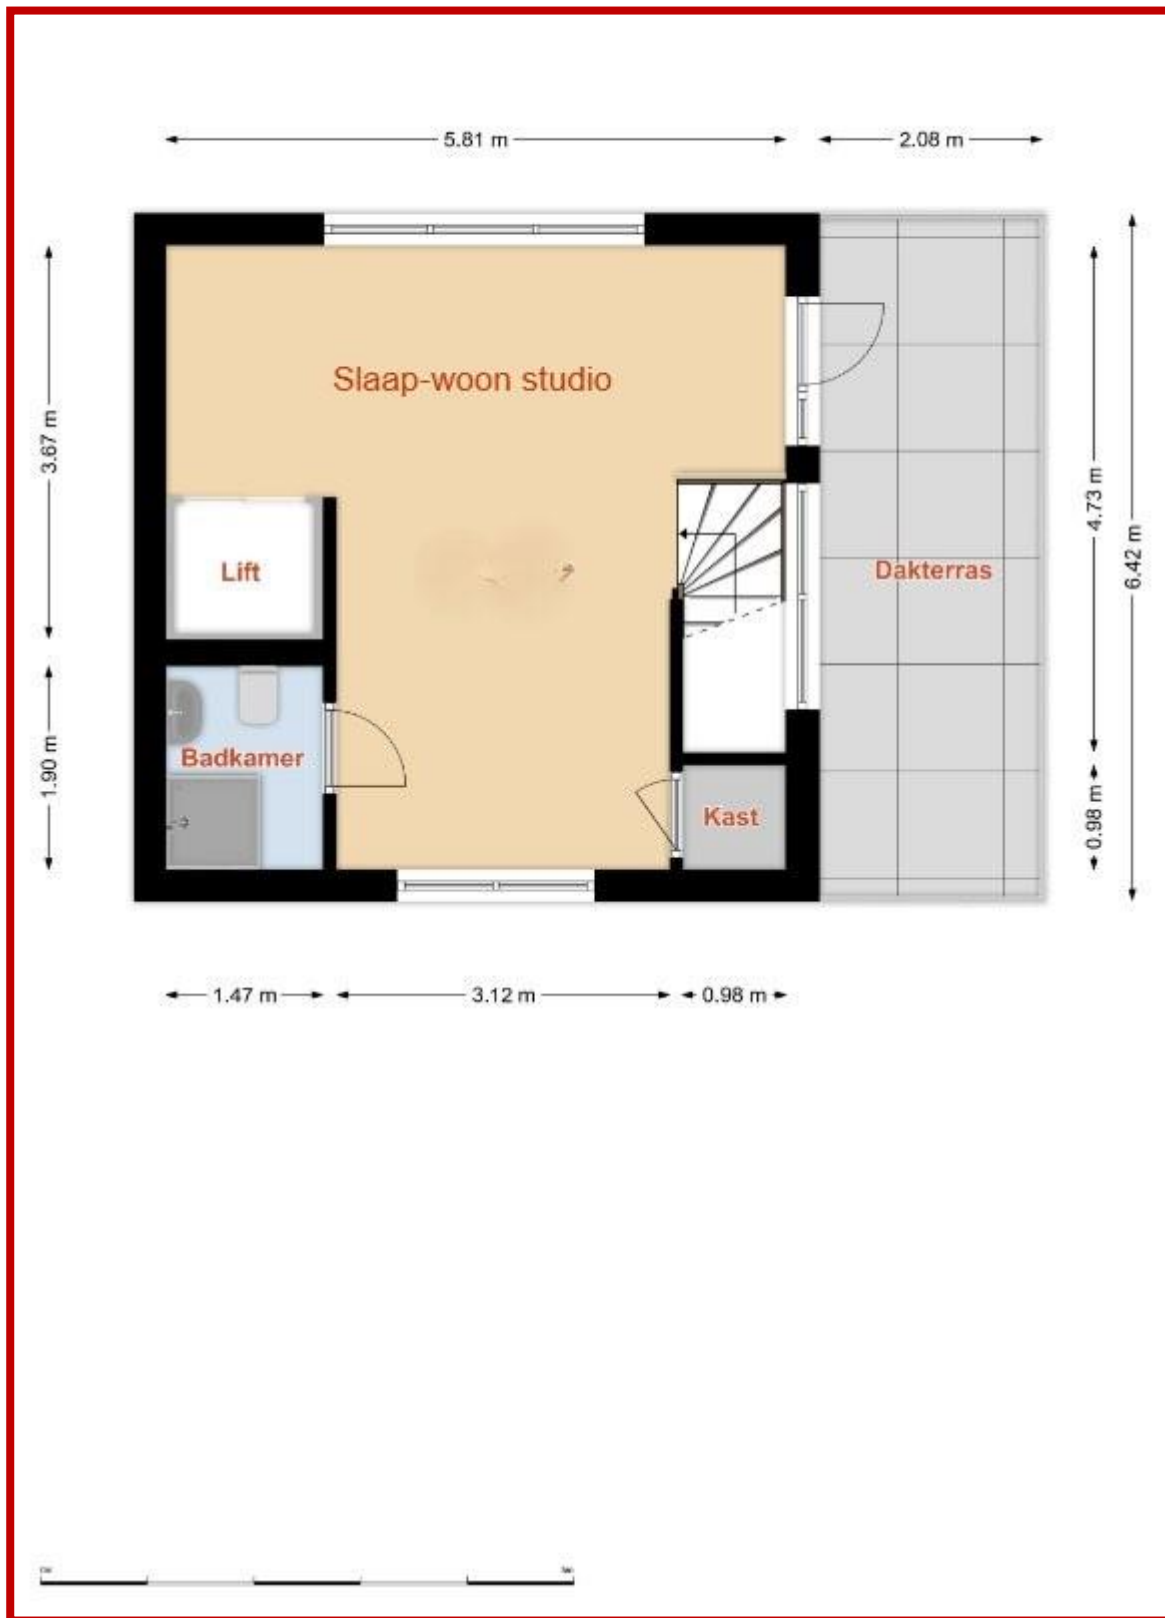 5.81 m
2.08 m
Slaap-woon studio
3.67 m
4.73 m
6.42 m
Lift
Dakterras
1.90 m
Badkamer
Kast
0.98 m
1.47 m
3.12 m
0.98 m